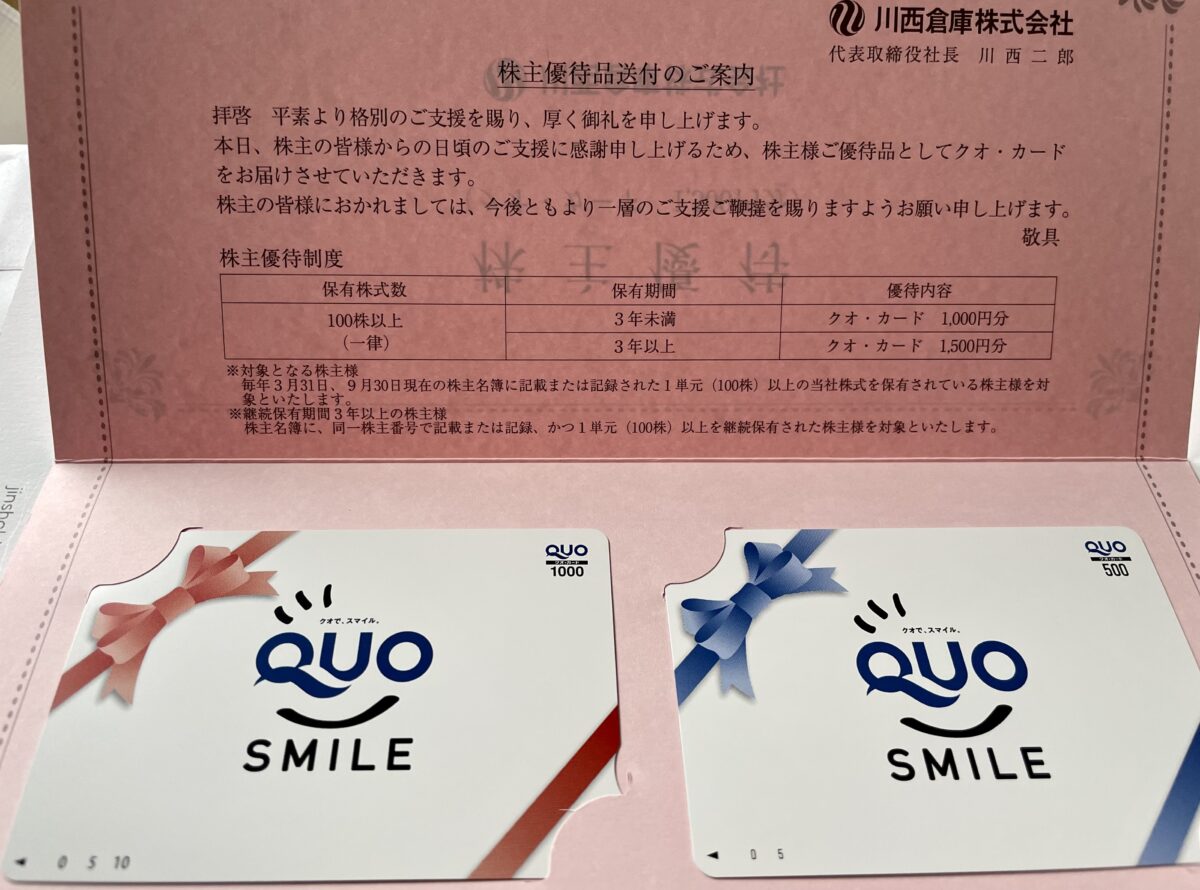 川西倉庫株式会社
代表取締役社長 川西二郎
株主優待品送付のご案内
拝啓 平素より格別のご支援を賜り、厚く御礼を申し上げます。
本日、株主の皆様からの日頃のご支援に感謝申し上げるため、株主様ご優待品としてクオ・カード
をお届けさせていただきます。
株主の皆様におかれましては、今後ともより一層のご支援ご鞭撻を賜りますようお願い申し上げます。
敬具
株主優待制度
保有株式数 保有期間 優待内容
100株以上
(一律)
3年未満 クオ・カード 1,000円分
3年以上 クオ・カード 1,500円分
※対象となる株主様
毎年3月31日、9月30日現在の株主名簿に記載または記録された1単元(100株)以上の当社株式を保有されている株主様を対
象といたします。
※継続保有期間3年以上の株主様
株主名簿に、同一株主番号で記載または記録、かつ1単元(100株)以上を継続保有された株主様を対象といたします。
株主優待
QUO
クオ・カード
1000
クオで、スマイル。
QUO
SMILE
◀ 0 5 10
QUO
クオ・カード
500
クオで、スマイル。
QUO
SMILE
◀ 0 5